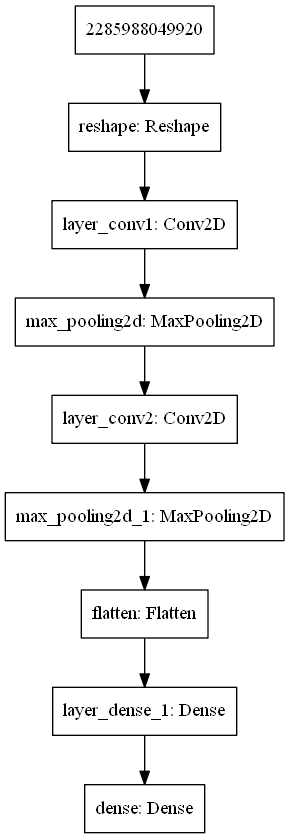 2285988049920
reshape: Reshape
layer_conv1: Conv2D
max_pooling2d: MaxPooling2D
layer_conv2: Conv2D
max_pooling2d_1: MaxPooling2D
flatten: Flatten
layer_dense_1: Dense
dense: Dense